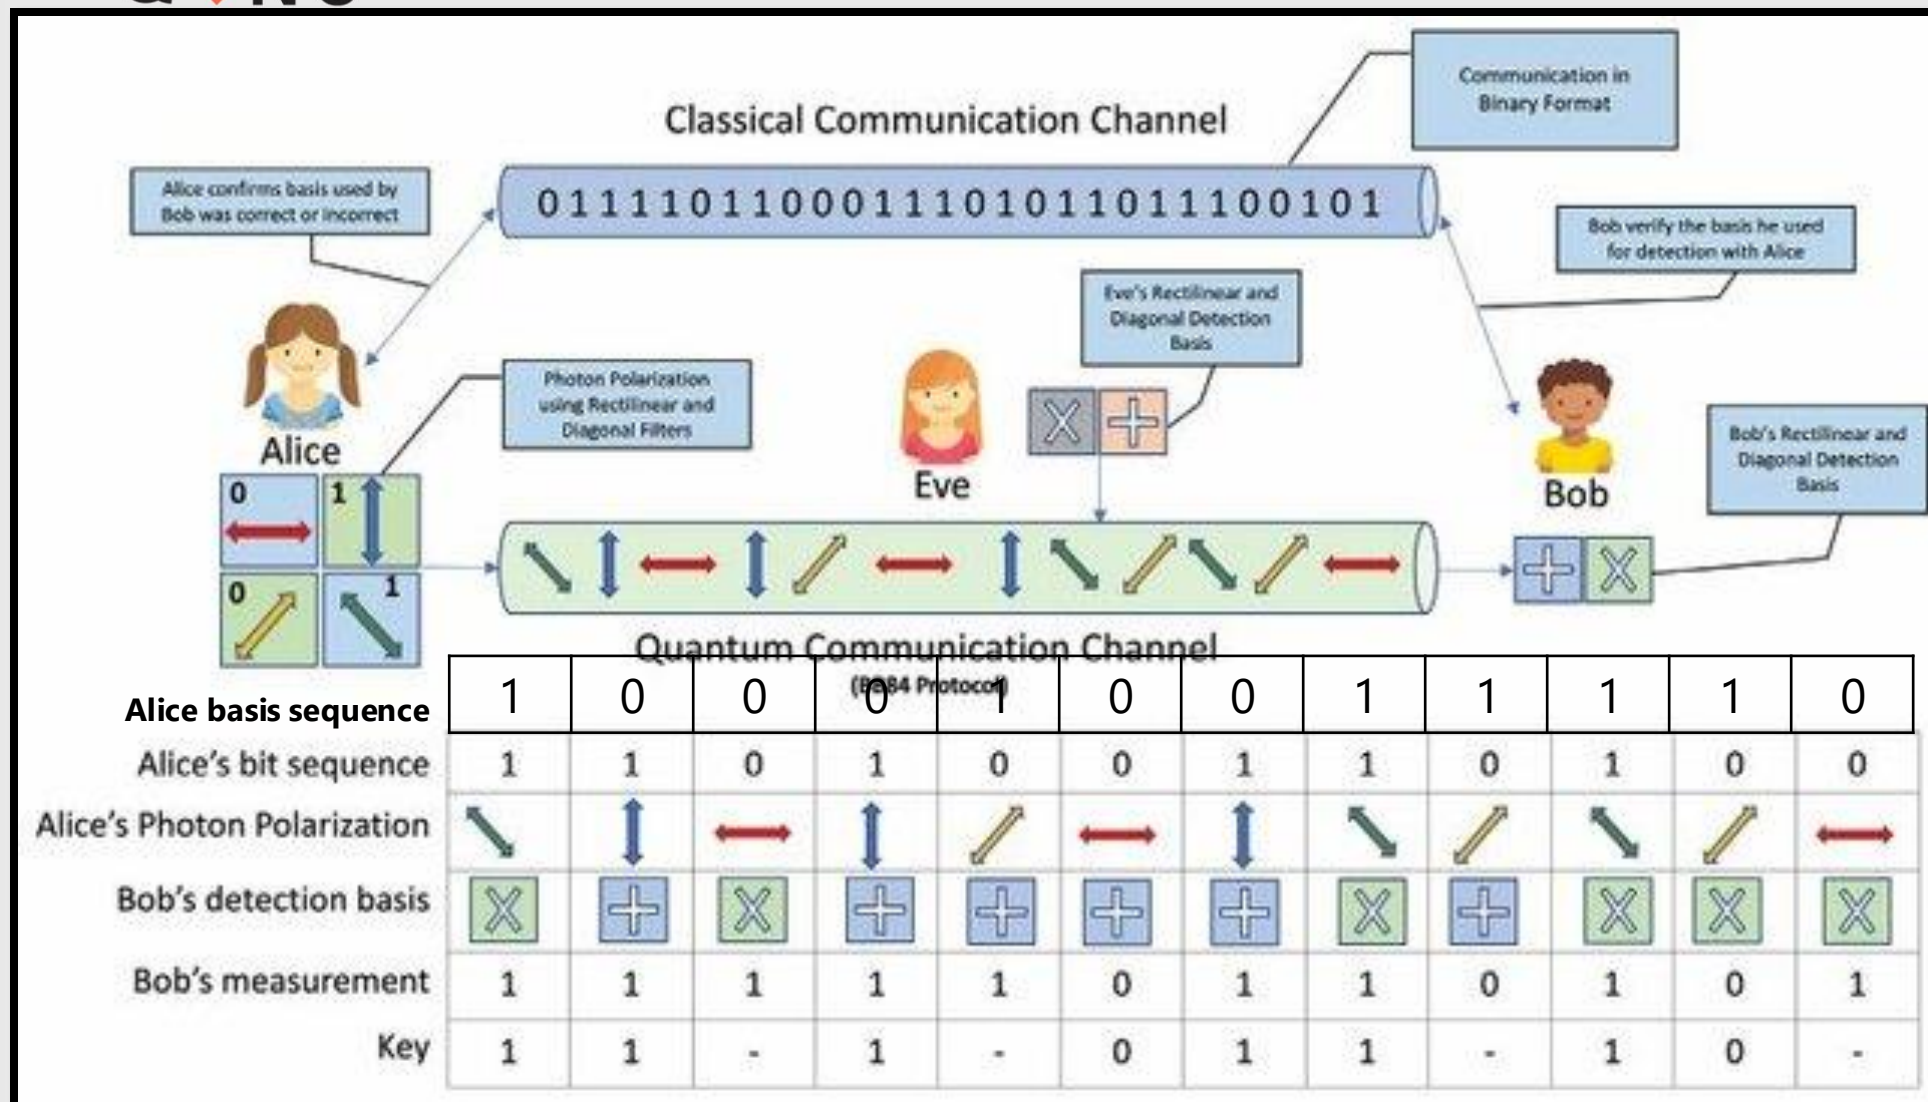 Communication in
Binary Format
Classical Communication Channel
Alice confirms basis used by
Bob was correct or incorrect
0111101100011101011011100101
Bob verify the basis he used
for detection with Alice
Eve's Rectilinear and
Diagonal Detection
Basis
Photon Polarization
using Rectilinear and
Diagonal Filters
Alice
Eve
Bob
Bob's Rectilinear and
Diagonal Detection
Basis
0 1
0 1
Quantum Communication Channel
Protocol)
Alice basis sequence 1 0 0 0 1 0 0 1 1 1 1 0
Alice's bit sequence 1 1 0 1 0 0 1 1 0 1 0 0
Alice's Photon Polarization
Bob's detection basis X + X + + + + X + X X X
Bob's measurement 1 1 1 1 1 0 1 1 0 1 0 1
Key 1 1 - 1 - 0 1 1 - 1 0 -